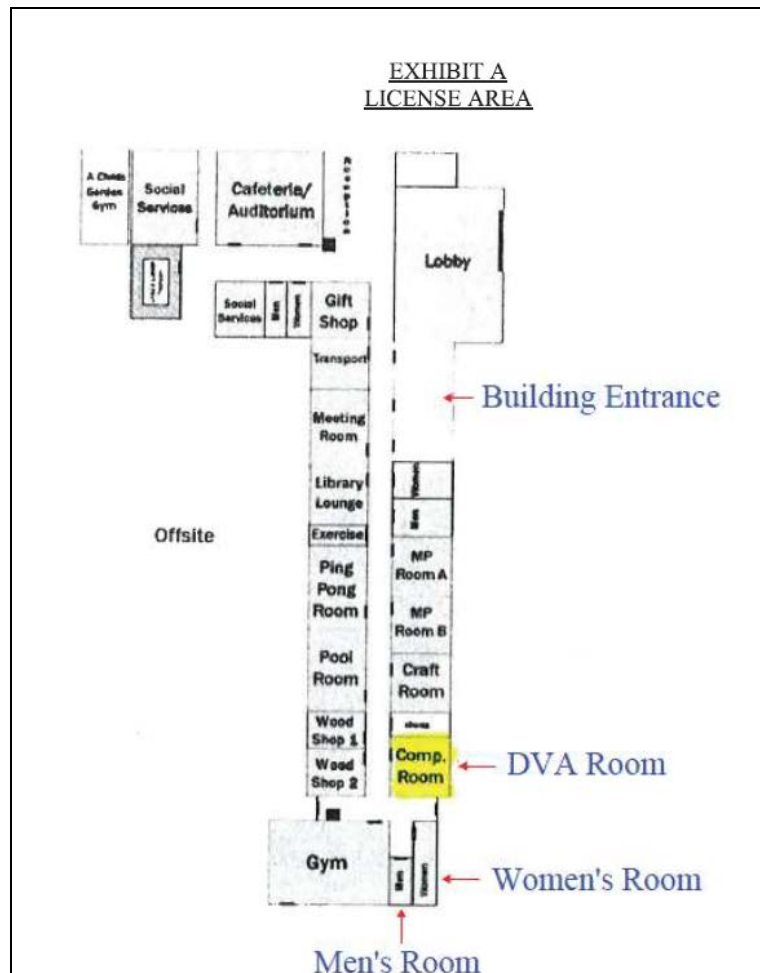 EXHIBIT A
LICENSE AREA
Social
Services
Cafeteria/
Auditorium
Lobby
Social
Services
Men
Women
Gift
Shop
Transport
Building Entrance
Meeting
Room
Women
Library
Lounge
Men
Offsite
Exercise
MP
Room A
Ping
Pong
Room
MP
Room B
Pool
Room
Craft
Room
Wood
Shop 1
Comp.
Room
DVA Room
Wood
Shop 2
Gym
Men
Women
Women's Room
Men's Room